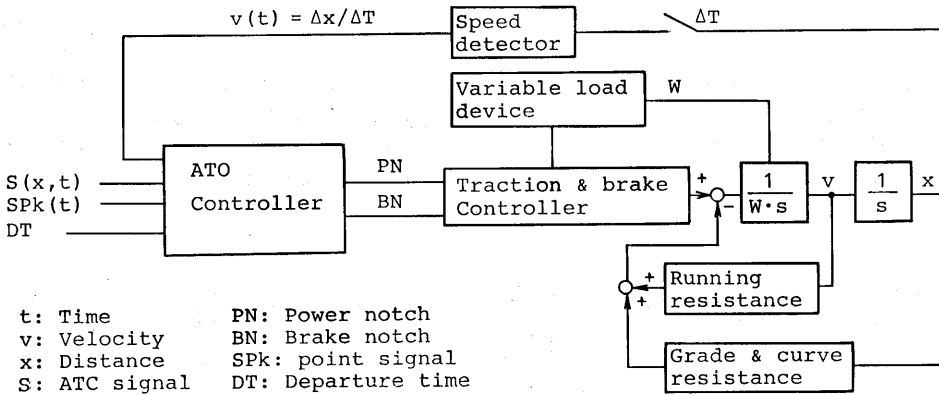 v(t) = Δx/ΔT
Speed
detector
ΔT
Variable load
device
W
ATO
Controller
S(x,t)
SPk(t)
DT
PN
BN
Traction & brake
Controller
+
-
1
W·s
v
1
s
x
+
Running
resistance
+
Grade & curve
resistance
t: Time
v: Velocity
x: Distance
S: ATC signal
PN: Power notch
BN: Brake notch
SPk: point signal
DT: Departure time